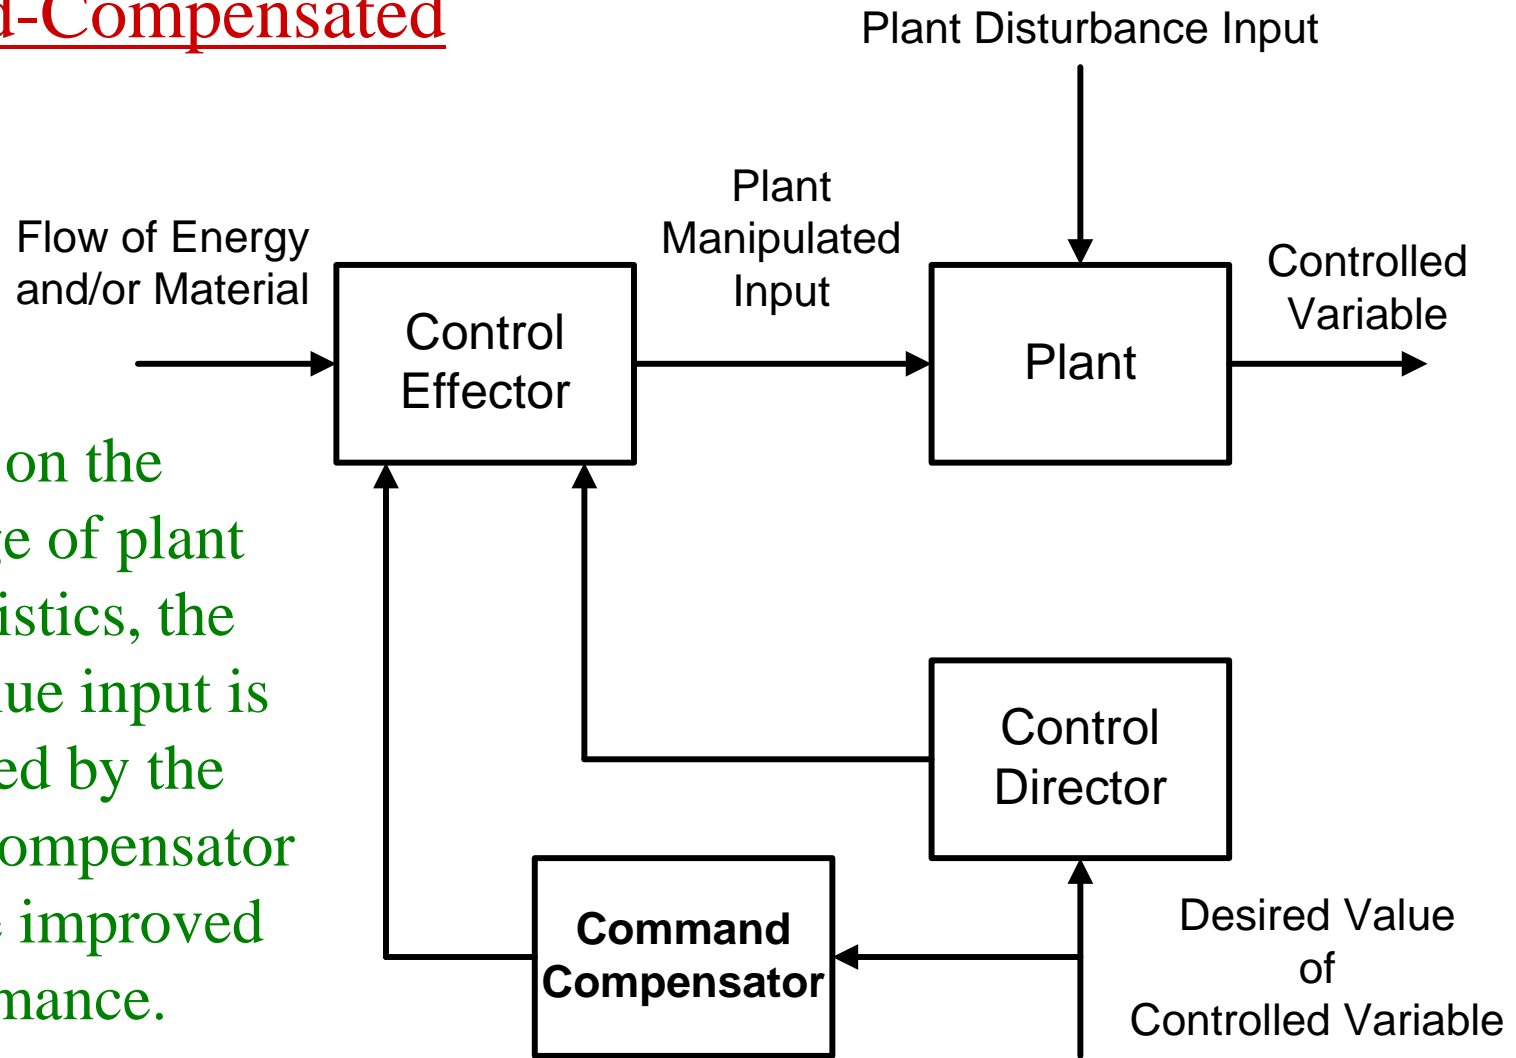 d-Compensated
Plant Disturbance Input
Plant
Manipulated
Input
Flow of Energy
and/or Material
Controlled
Variable
Control
Effector
Plant
on the
ge of plant
istics, the
lue input is
ed by the
ompensator
e improved
mance.
Control
Director
Command
Compensator
Desired Value
of
Controlled Variable